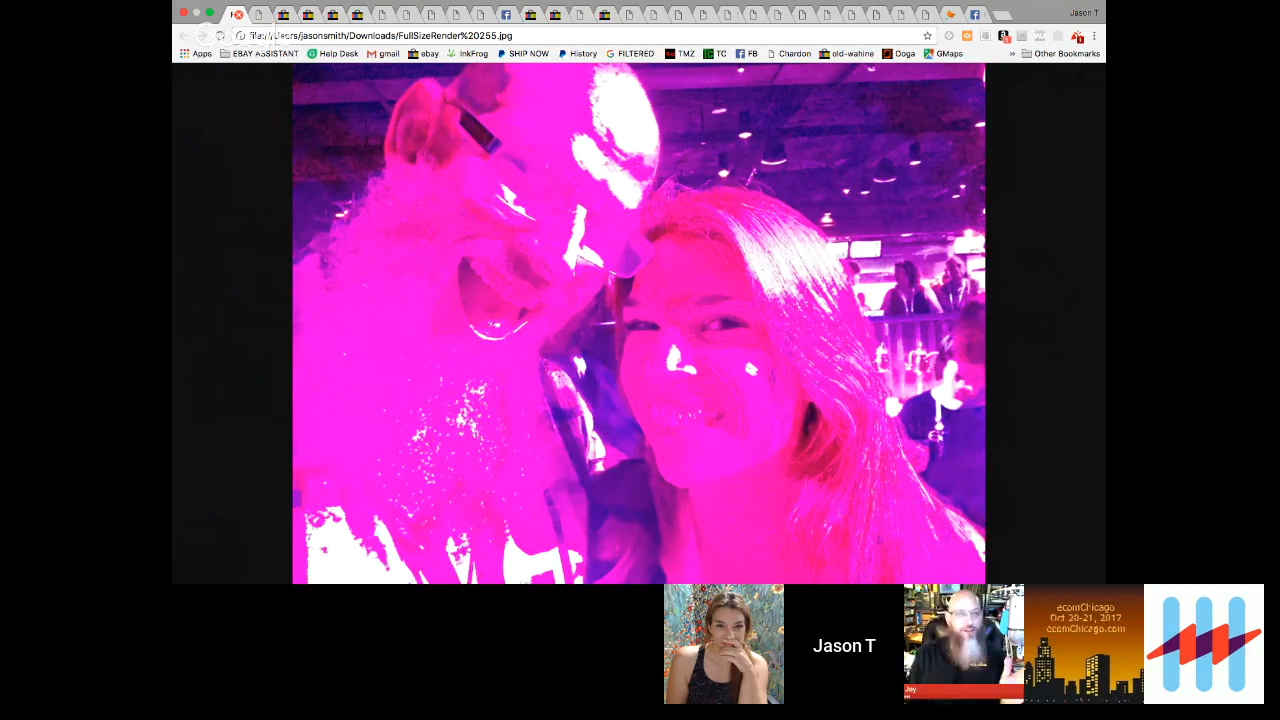 Jason T
file:///Users/jasonsmith/Downloads/FullSizeRender%20255.jpg
Apps EBAY ASSISTANT Help Desk gmail ebay InkFrog SHIP NOW History FILTERED TMZ TC FB Chardon old-wahine Ooga GMaps » Other Bookmarks
Jason T
Jay
ecomChicago
Oct 20-21, 2017
ecomChicago.com